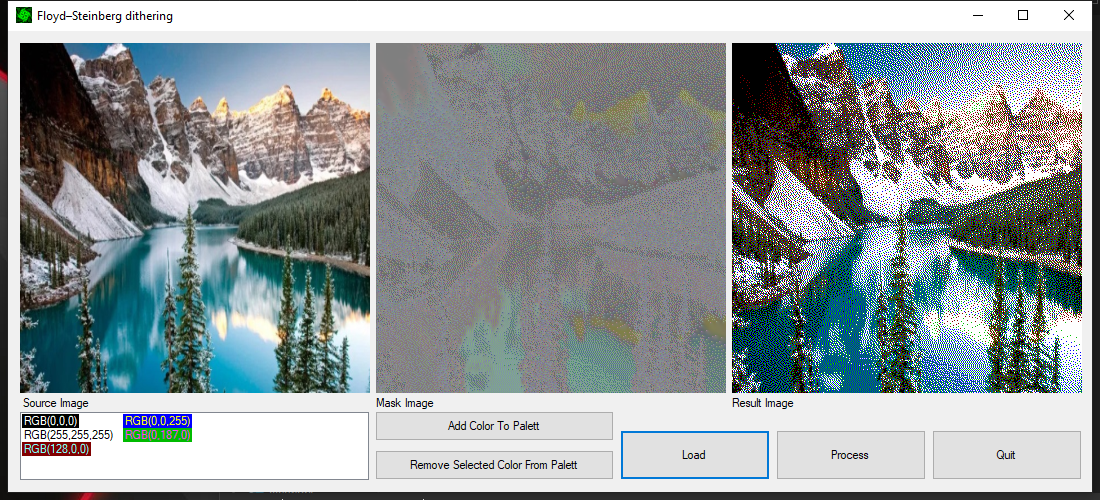 Floyd–Steinberg dithering
Source Image
Mask Image
Result Image
RGB(0,0,0)
RGB(255,255,255)
RGB(128,0,0)
RGB(0,0,255)
RGB(0,187,0)
Add Color To Palett
Remove Selected Color From Palett
Load
Process
Quit